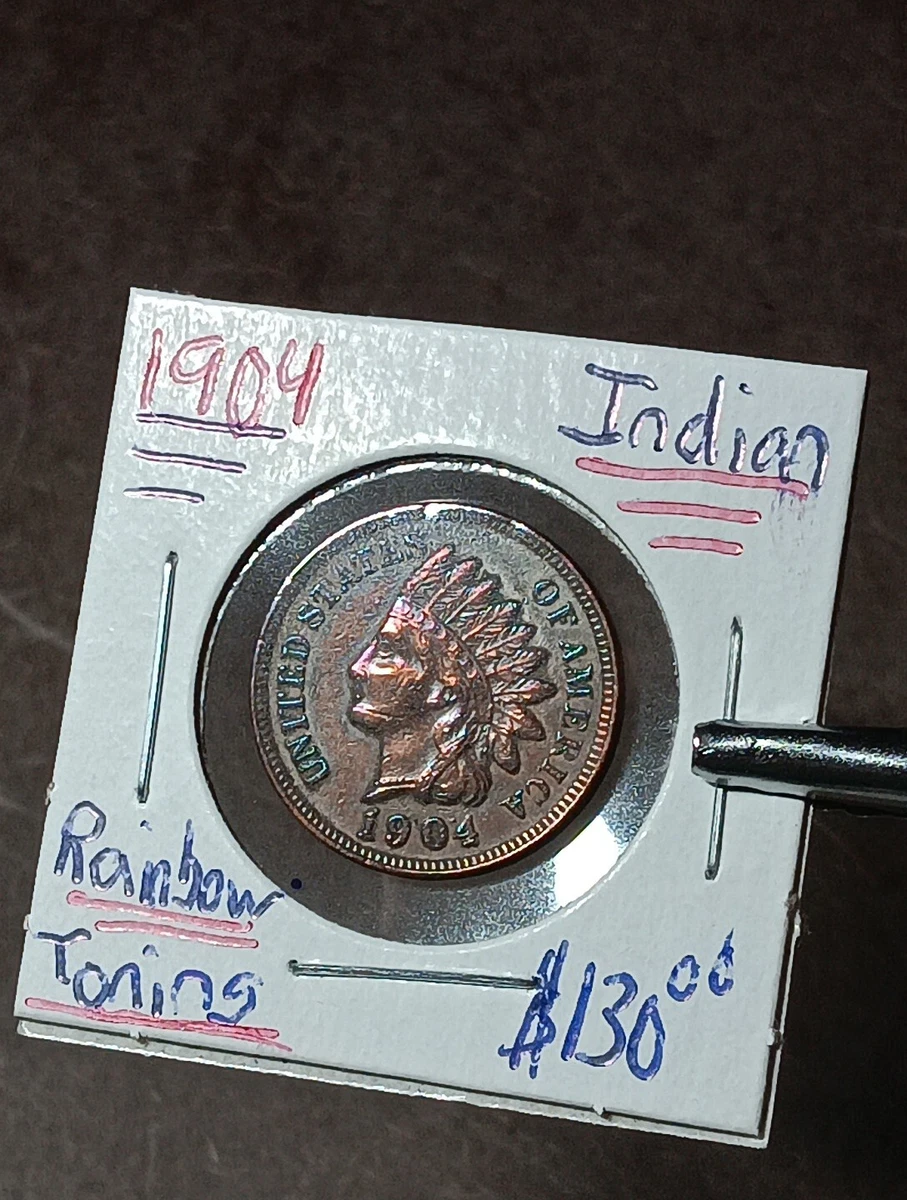 1904
Indian
UNITED STATES OF AMERICA
1904
Rainbow
Toning
$130⁰⁰